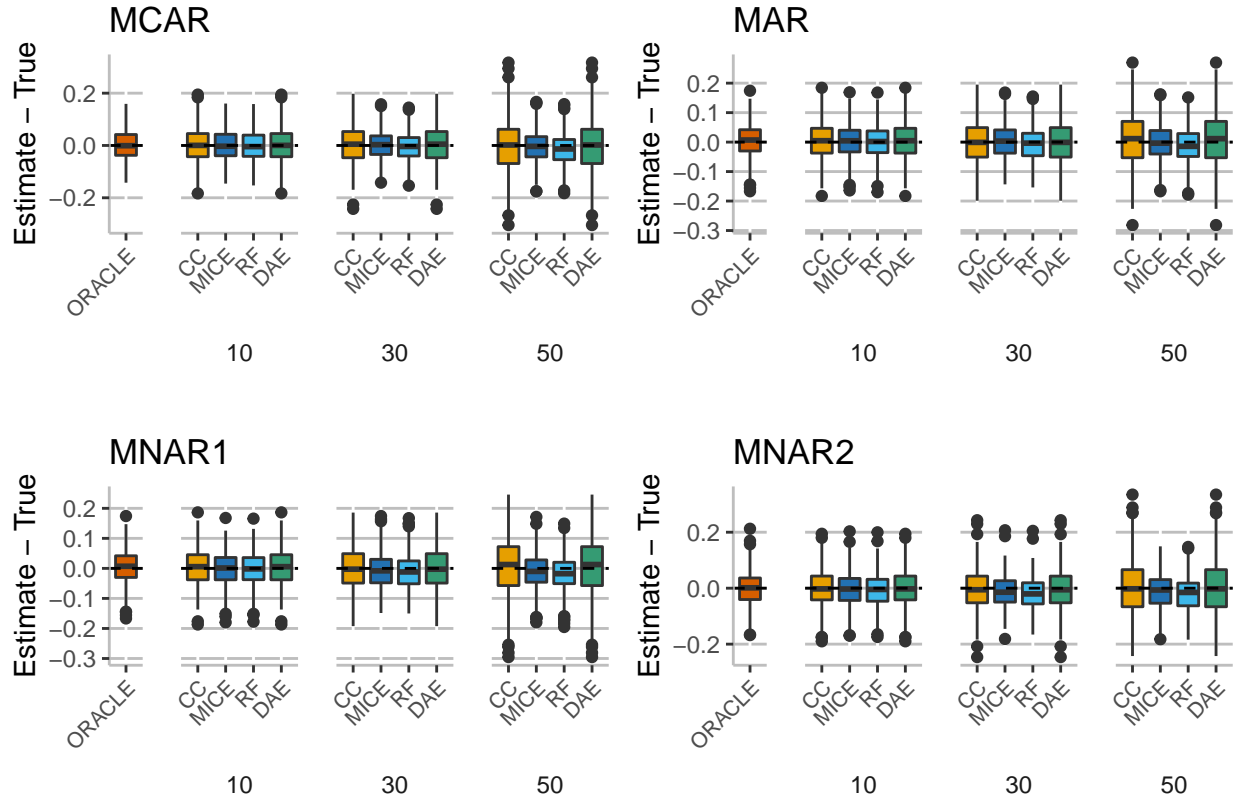 MCAR
Estimate – True
0.2
0.0
−0.2
ORACLE
CC
MICE
RF
DAE
CC
MICE
RF
DAE
CC
MICE
RF
DAE
10
30
50
MAR
Estimate – True
0.2
0.1
0.0
−0.1
−0.2
−0.3
ORACLE
CC
MICE
RF
DAE
CC
MICE
RF
DAE
CC
MICE
RF
DAE
10
30
50
MNAR1
Estimate – True
0.2
0.1
0.0
−0.1
−0.2
−0.3
ORACLE
CC
MICE
RF
DAE
CC
MICE
RF
DAE
CC
MICE
RF
DAE
10
30
50
MNAR2
Estimate – True
0.2
0.0
−0.2
ORACLE
CC
MICE
RF
DAE
CC
MICE
RF
DAE
CC
MICE
RF
DAE
10
30
50